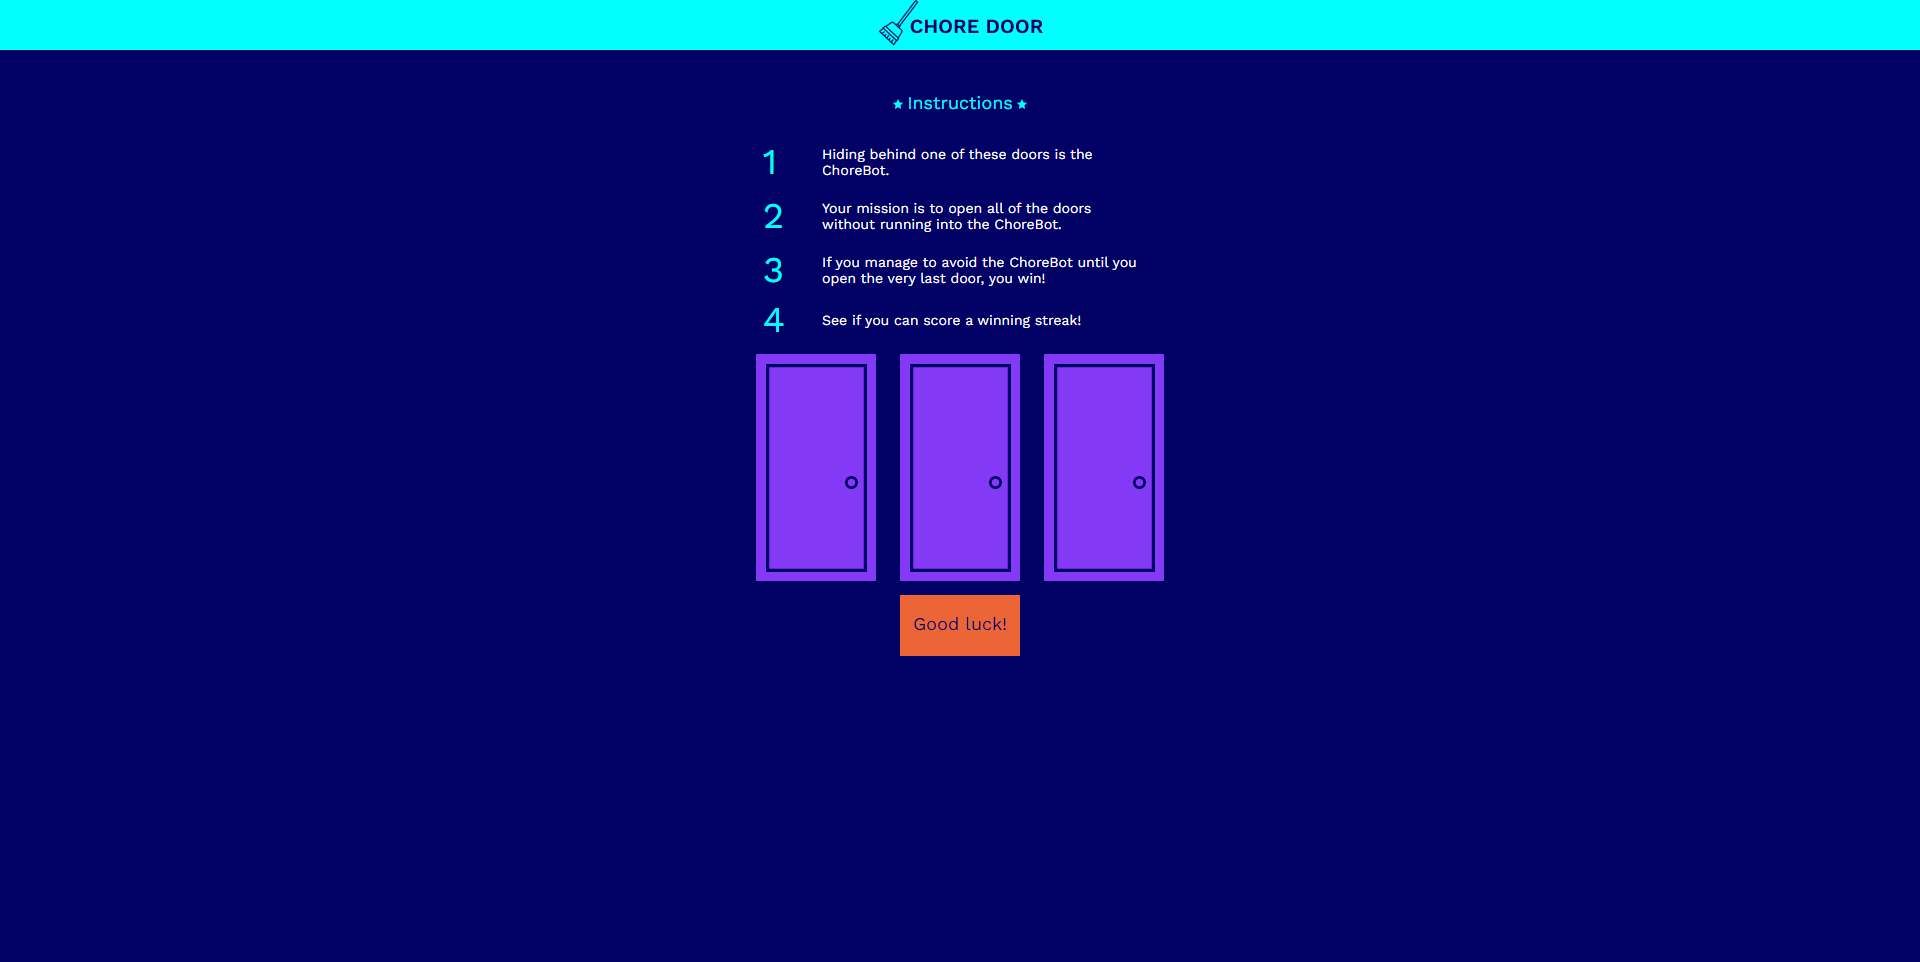 CHORE DOOR
Instructions
1
Hiding behind one of these doors is the
ChoreBot.
2
Your mission is to open all of the doors
without running into the ChoreBot.
3
If you manage to avoid the ChoreBot until you
open the very last door, you win!
4
See if you can score a winning streak!
Good luck!